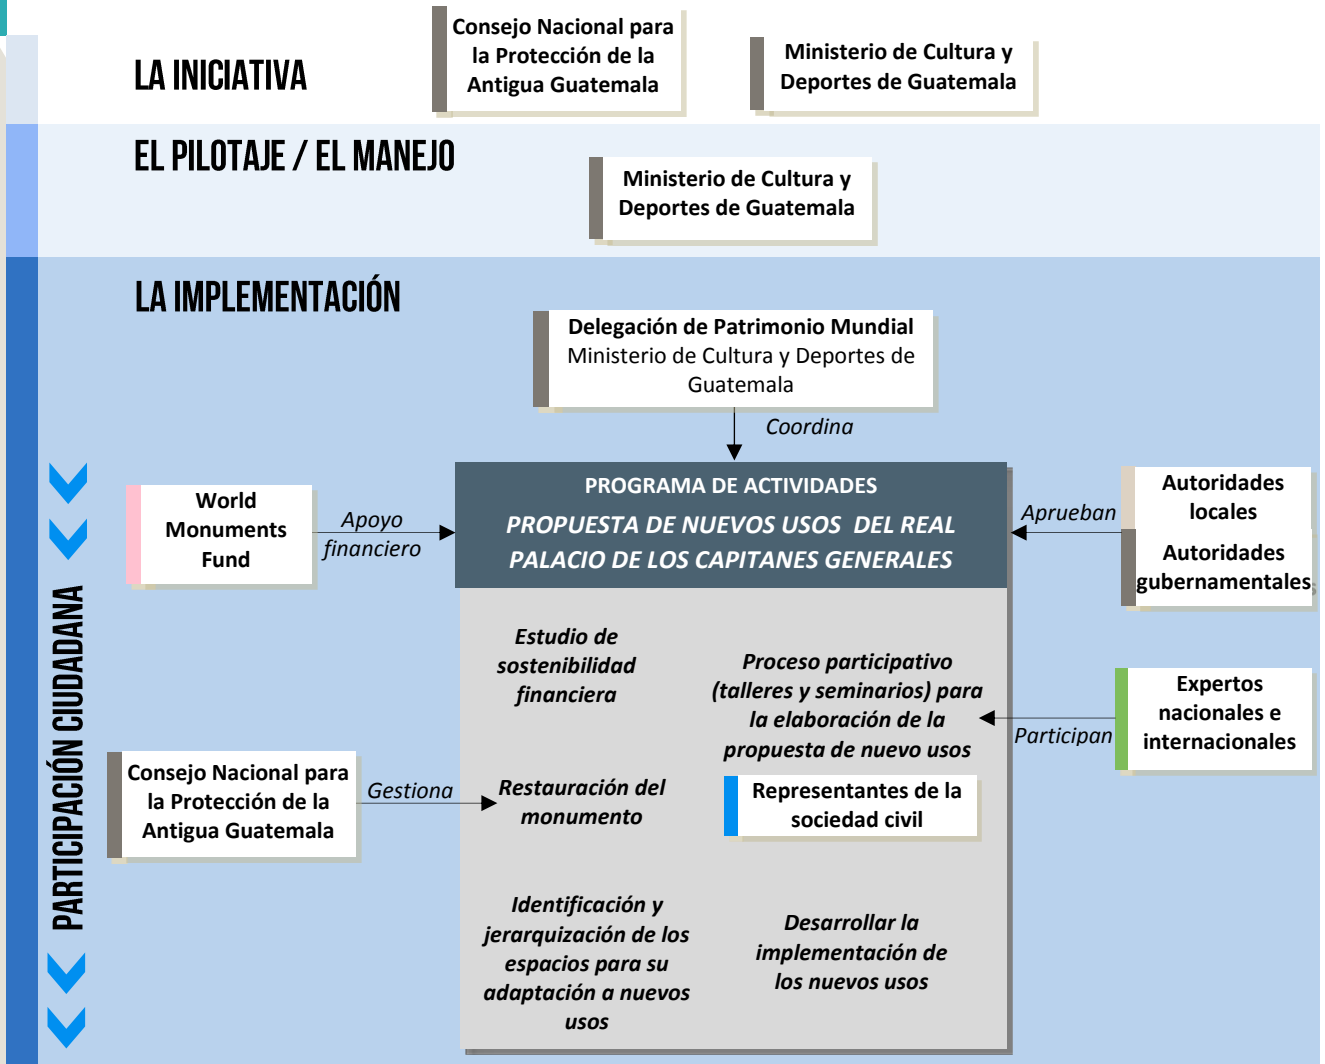 LA INICIATIVA
Consejo Nacional para
la Protección de la
Antigua Guatemala
Ministerio de Cultura y
Deportes de Guatemala
EL PILOTAJE / EL MANEJO
Ministerio de Cultura y
Deportes de Guatemala
LA IMPLEMENTACIÓN
Delegación de Patrimonio Mundial
Ministerio de Cultura y Deportes de
Guatemala
Coordina
PROGRAMA DE ACTIVIDADES
PROPUESTA DE NUEVOS USOS DEL REAL
PALACIO DE LOS CAPITANES GENERALES
World
Monuments
Fund
Apoyo
financiero
Aprueban
Autoridades
locales
Autoridades
gubernamentales
Estudio de
sostenibilidad
financiera
Proceso participativo
(talleres y seminarios) para
la elaboración de la
propuesta de nuevo usos
Participan
Expertos
nacionales e
internacionales
Consejo Nacional para
la Protección de la
Antigua Guatemala
Gestiona
Restauración del
monumento
Representantes de la
sociedad civil
Identificación y
jerarquización de los
espacios para su
adaptación a nuevos
usos
Desarrollar la
implementación de
los nuevos usos
PARTICIPACIÓN CIUDADANA